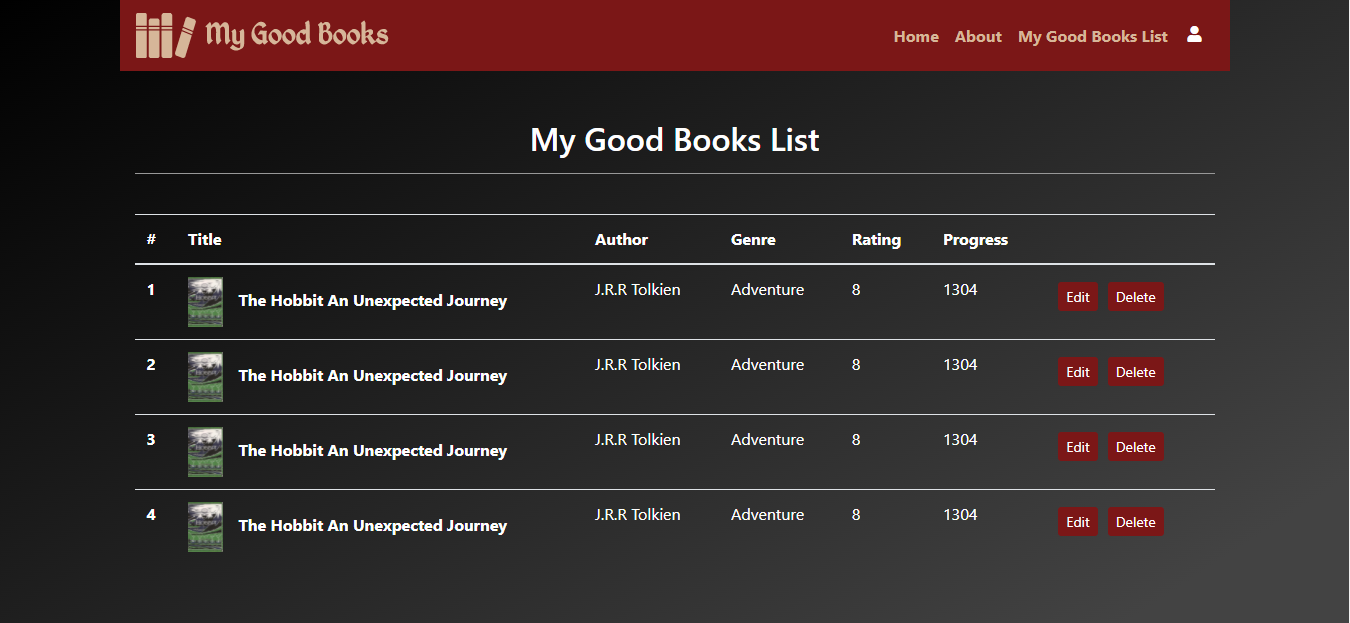 My Good Books
Home About My Good Books List
My Good Books List
# Title Author Genre Rating Progress
1 The Hobbit An Unexpected Journey J.R.R Tolkien Adventure 8 1304 Edit Delete
2 The Hobbit An Unexpected Journey J.R.R Tolkien Adventure 8 1304 Edit Delete
3 The Hobbit An Unexpected Journey J.R.R Tolkien Adventure 8 1304 Edit Delete
4 The Hobbit An Unexpected Journey J.R.R Tolkien Adventure 8 1304 Edit Delete